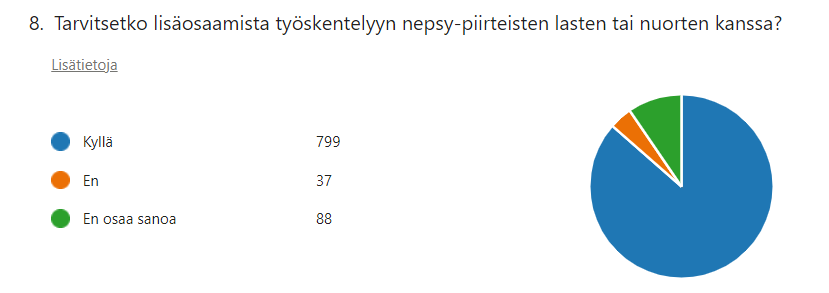 8. Tarvitsetko lisäosaamista työskentelyyn nepsy-piirteisten lasten tai nuorten kanssa?
Lisätietoja
Kyllä 799
En 37
En osaa sanoa 88